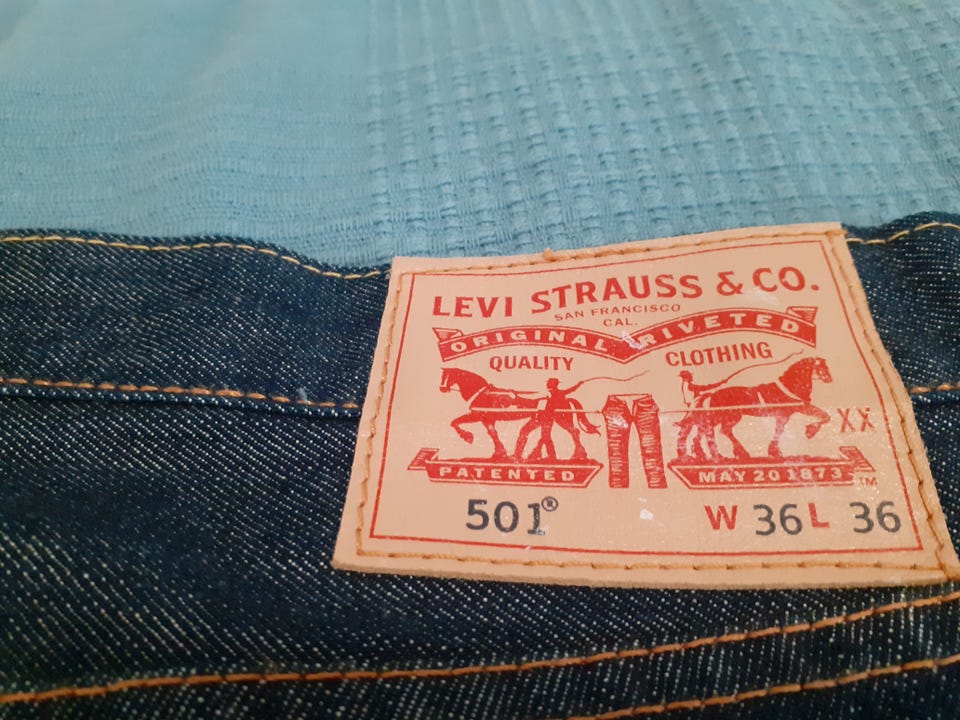 LEVI STRAUSS & CO.
SAN FRANCISCO
CAL.
ORIGINAL RIVETED
QUALITY CLOTHING
XX
PATENTED MAY 20 1873 TM
501® W 36 L 36